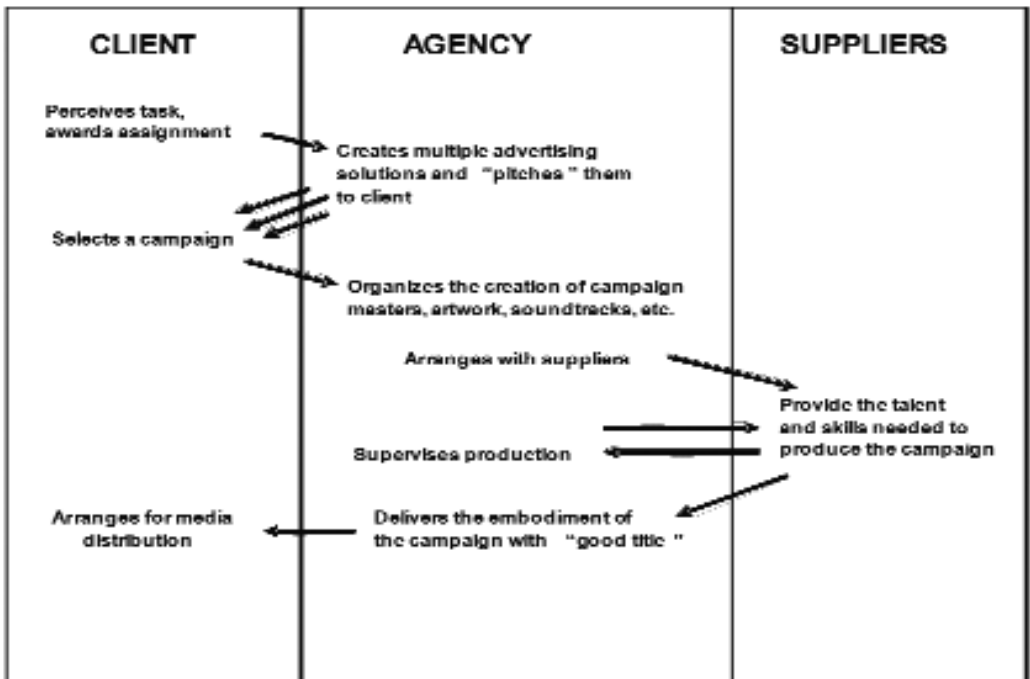 CLIENT
AGENCY
SUPPLIERS
Perceives task,
awards assignment
Creates multiple advertising
solutions and "pitches" them
to client
Selects a campaign
Organizes the creation of campaign
masters, artwork, soundtracks, etc.
Arranges with suppliers
Provide the talent
and skills needed to
produce the campaign
Supervises production
Arranges for media
distribution
Delivers the embodiment of
the campaign with "good title"